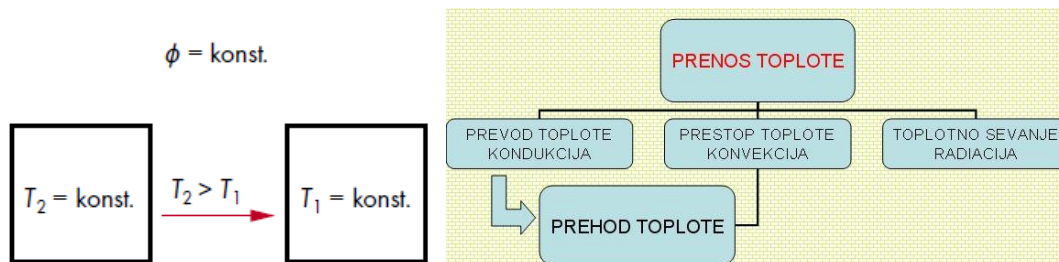 ϕ = konst.
T₂ = konst.
T₂ > T₁
T₁ = konst.
PRENOS TOPLOTE
PREVOD TOPLOTE
KONDUKCIJA
PRESTOP TOPLOTE
KONVEKCIJA
TOPLOTNO SEVANJE
RADIACIJA
PREHOD TOPLOTE